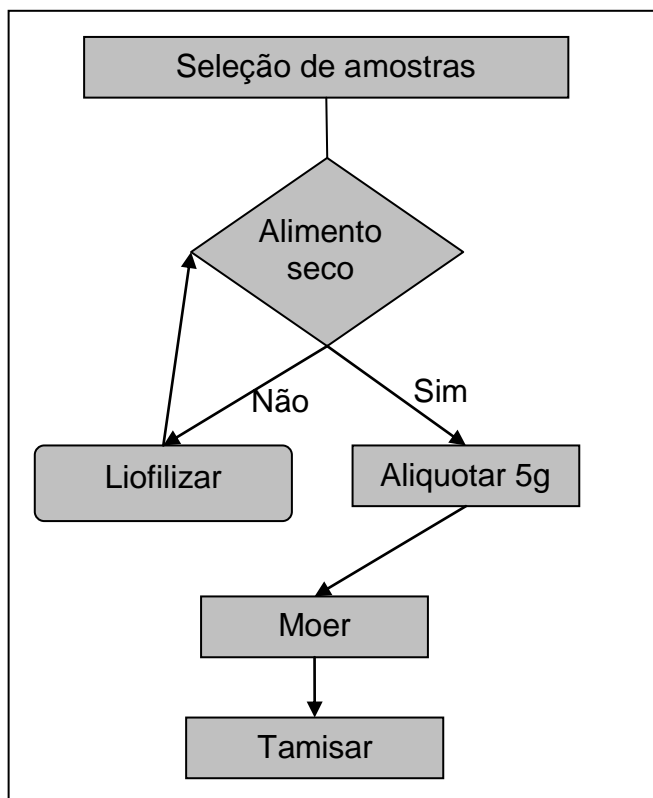 Seleção de amostras
Alimento
seco
Não
Sim
Liofilizar
Aliquotar 5g
Moer
Tamisar